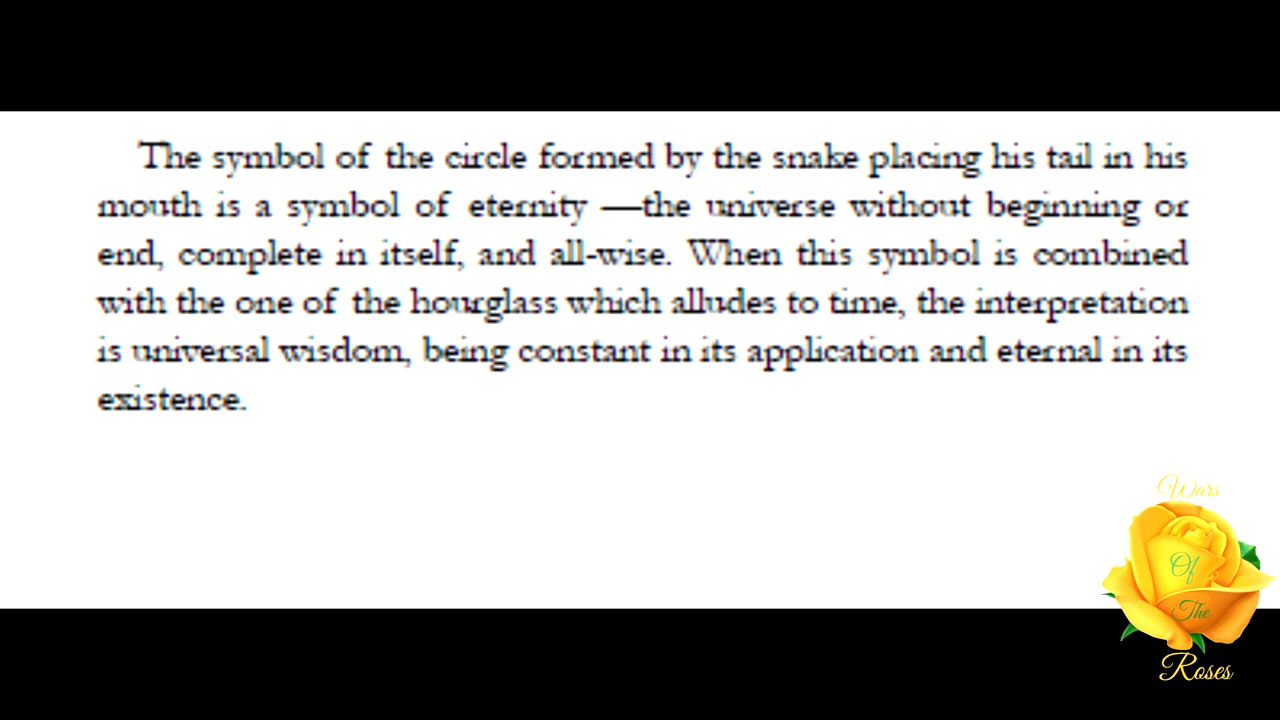 The symbol of the circle formed by the snake placing his tail in his
mouth is a symbol of eternity —the universe without beginning or
end, complete in itself, and all-wise. When this symbol is combined
with the one of the hourglass which alludes to time, the interpretation
is universal wisdom, being constant in its application and eternal in its
existence.
Wars
Of
The
Roses